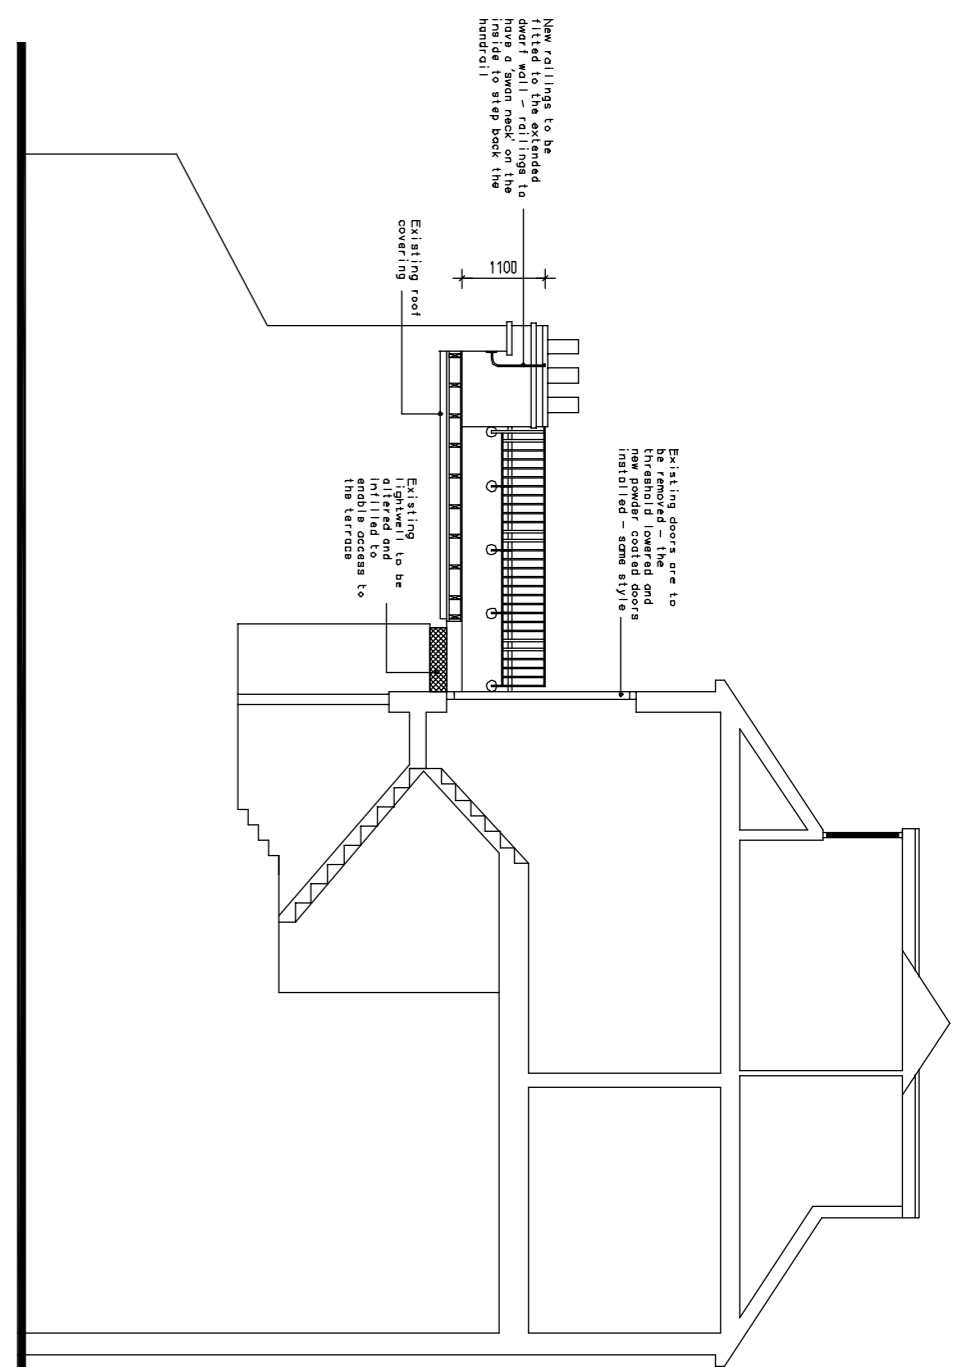 New railings to be
fitted to the extended
dwarf wall - railings to
have a 'swan neck' on the
inside to step back the
handrail
1100
Existing roof
covering
Existing doors are to
be removed - the
threshold lowered and
new powder coated doors
installed - same style
Existing
lightwell to be
altered and
infilled to
enable access to
the terrace